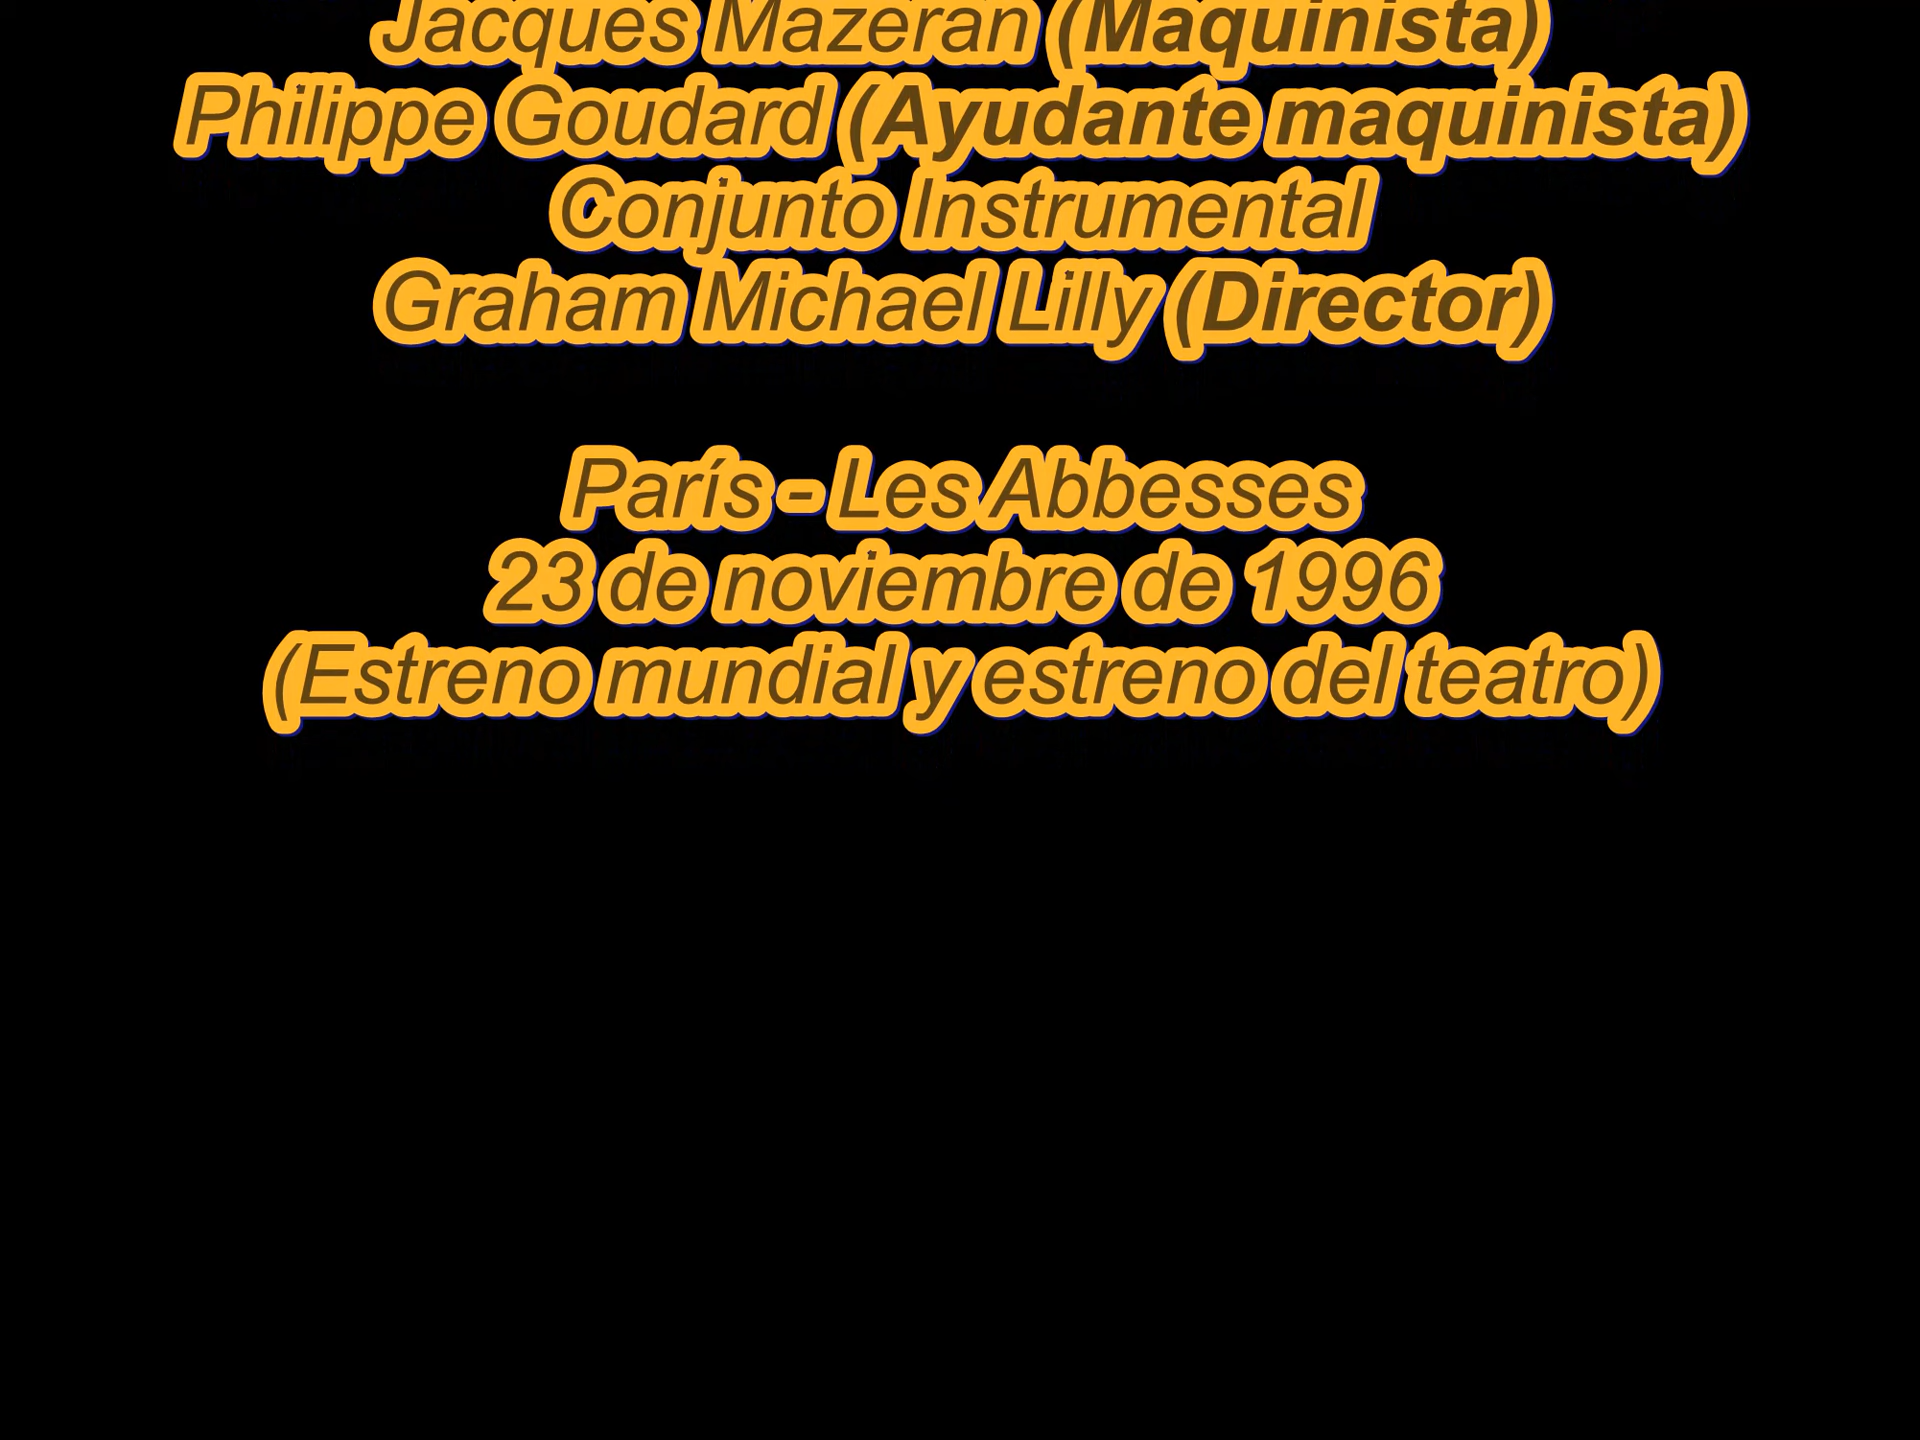 Jacques Mazeran (Maquinista)
Philippe Goudard (Ayudante maquinista)
Conjunto Instrumental
Graham Michael Lilly (Director)
París - Les Abbesses
23 de noviembre de 1996
(Estreno mundial y estreno del teatro)